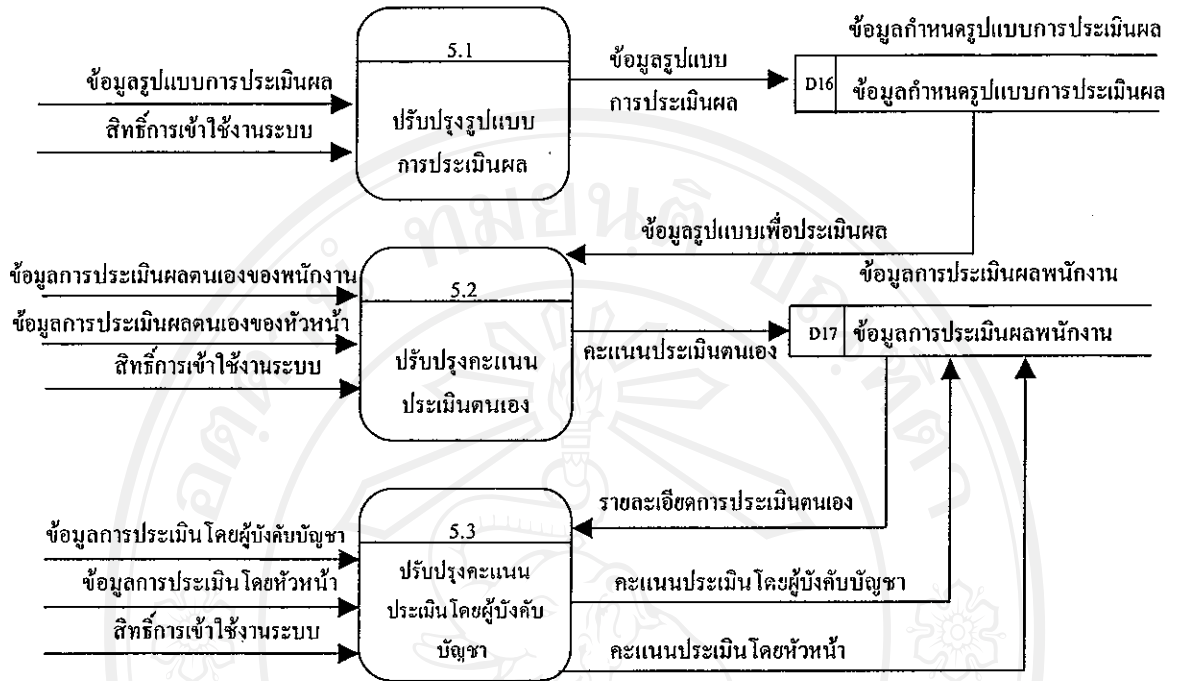 ข้อมูลกำหนดรูปแบบการประเมินผล
5.1
ข้อมูลรูปแบบการประเมินผล
สิทธิ์การเข้าใช้งานระบบ
ปรับปรุงรูปแบบ
การประเมินผล
ข้อมูลรูปแบบ
การประเมินผล
D16 ข้อมูลกำหนดรูปแบบการประเมินผล
ข้อมูลรูปแบบเพื่อประเมินผล
ข้อมูลการประเมินผลพนักงาน
5.2
ข้อมูลการประเมินผลตนเองของพนักงาน
ข้อมูลการประเมินผลตนเองของหัวหน้า
สิทธิ์การเข้าใช้งานระบบ
ปรับปรุงคะแนน
ประเมินตนเอง
คะแนนประเมินตนเอง
D17 ข้อมูลการประเมินผลพนักงาน
รายละเอียดการประเมินตนเอง
5.3
ข้อมูลการประเมินโดยผู้บังคับบัญชา
ข้อมูลการประเมินโดยหัวหน้า
สิทธิ์การเข้าใช้งานระบบ
ปรับปรุงคะแนน
ประเมินโดยผู้บังคับ
บัญชา
คะแนนประเมินโดยผู้บังคับบัญชา
คะแนนประเมินโดยหัวหน้า